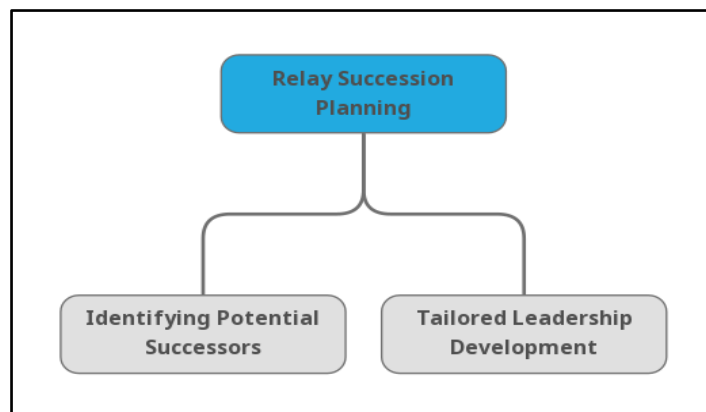 Relay Succession
Planning
Identifying Potential
Successors
Tailored Leadership
Development